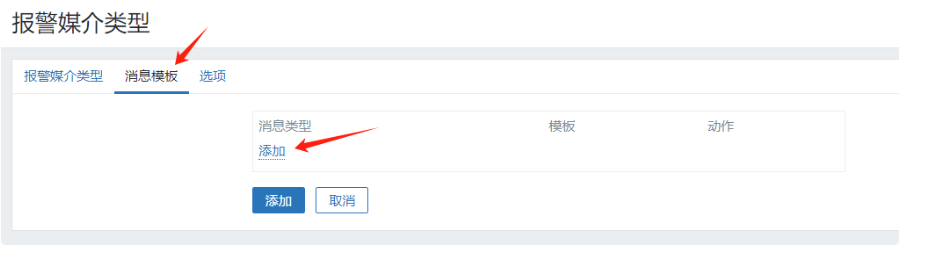 报警媒介类型
报警媒介类型 消息模板 选项
消息类型 模板 动作
添加
添加 取消